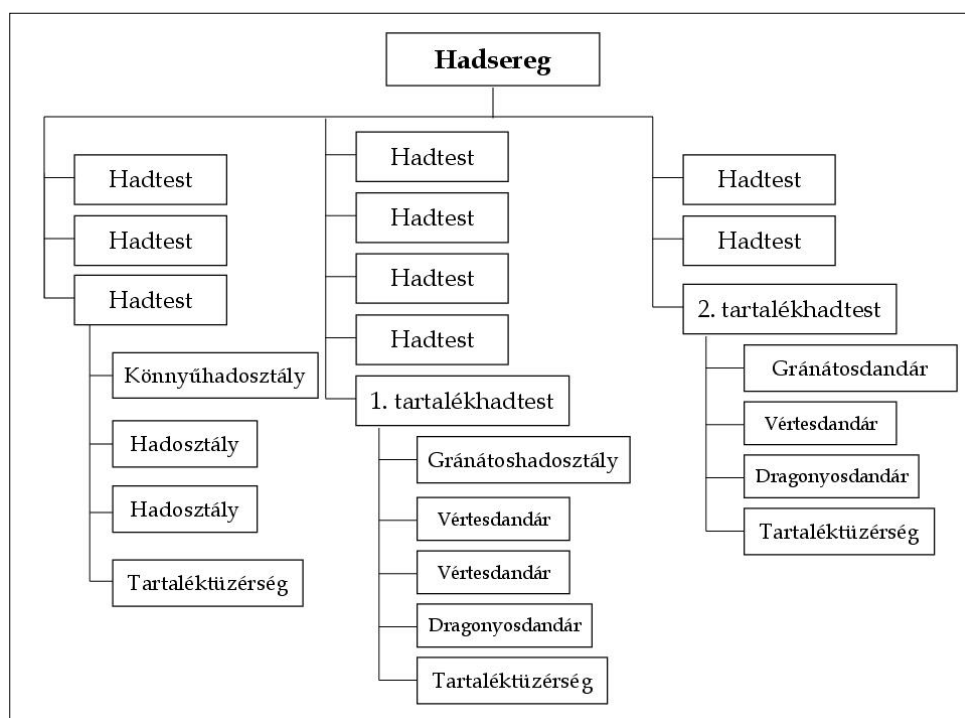 Hadsereg
Hadtest
Hadtest
Hadtest
Könnyűhadosztály
Hadosztály
Hadosztály
Tartaléktüzérség
Hadtest
Hadtest
Hadtest
Hadtest
1. tartalékhadtest
Gránátoshadosztály
Vértesdandár
Vértesdandár
Dragonyosdandár
Tartaléktüzérség
Hadtest
Hadtest
2. tartalékhadtest
Gránátosdandár
Vértesdandár
Dragonyosdandár
Tartaléktüzérség